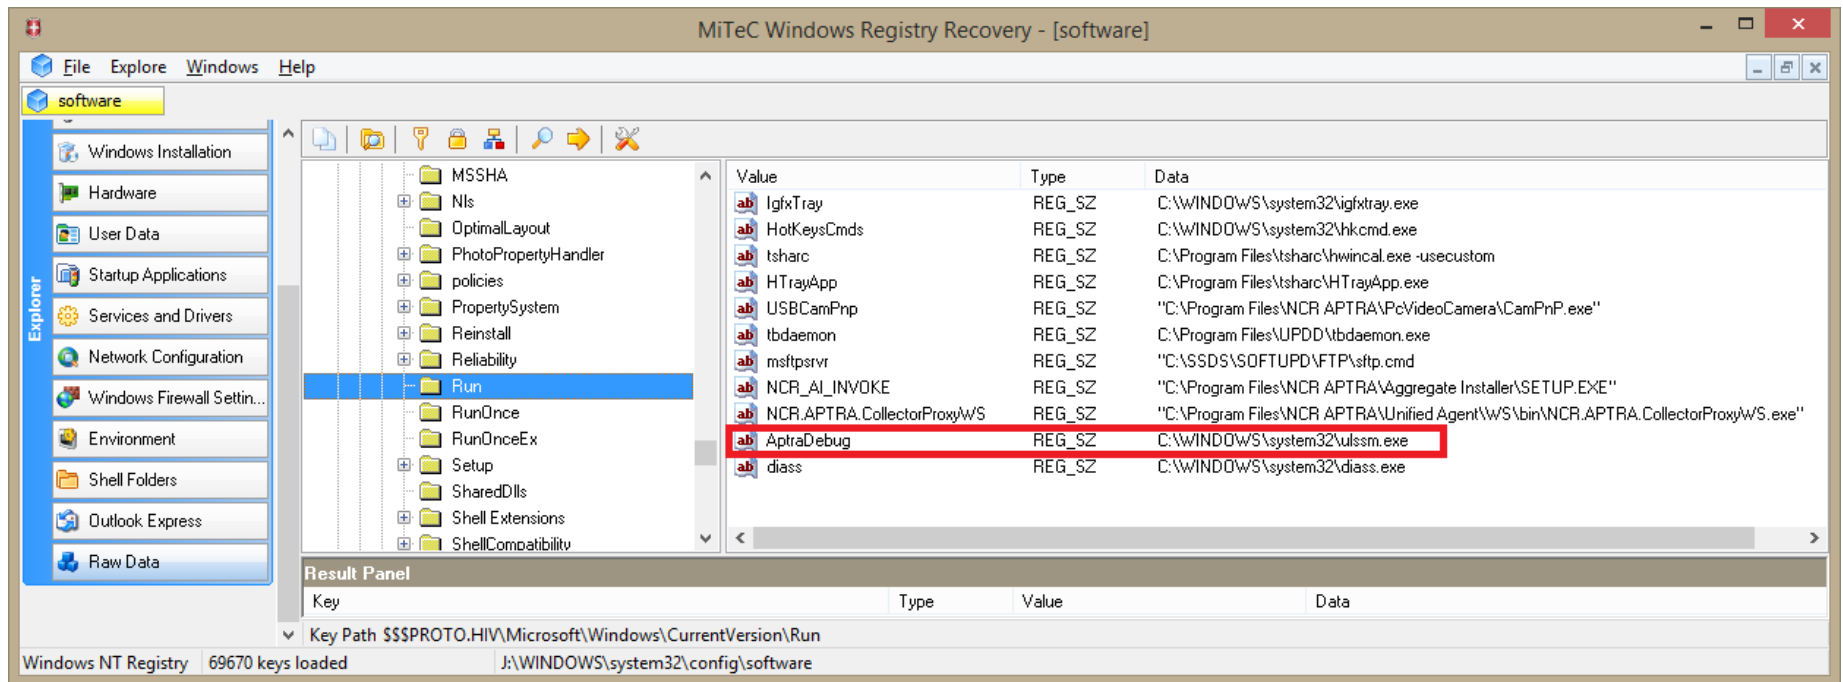 MiTeC Windows Registry Recovery - [software]
File Explore Windows Help
software
Explorer
Windows Installation
Hardware
User Data
Startup Applications
Services and Drivers
Network Configuration
Windows Firewall Settin...
Environment
Shell Folders
Outlook Express
Raw Data
MSSHA
Nls
OptimalLayout
PhotoPropertyHandler
policies
PropertySystem
Reinstall
Reliability
Run
RunOnce
RunOnceEx
Setup
SharedDlls
Shell Extensions
ShellCompatibility
Value Type Data
IgfxTray REG_SZ C:\WINDOWS\system32\igfxtray.exe
HotKeysCmds REG_SZ C:\WINDOWS\system32\hkcmd.exe
tsharc REG_SZ C:\Program Files\tsharc\hwincal.exe -usecustom
HTrayApp REG_SZ C:\Program Files\tsharc\HTrayApp.exe
USBCamPnp REG_SZ "C:\Program Files\NCR APTRA\PcVideoCamera\CamPnP.exe"
tbdaemon REG_SZ C:\Program Files\UPDD\tbdaemon.exe
msftpsrvr REG_SZ "C:\SSDS\SOFTUPD\FTP\sftp.cmd
NCR_AI_INVOKE REG_SZ "C:\Program Files\NCR APTRA\Aggregate Installer\SETUP.EXE"
NCR.APTRA.CollectorProxyWS REG_SZ "C:\Program Files\NCR APTRA\Unified Agent\WS\bin\NCR.APTRA.CollectorProxyWS.exe"
AptraDebug REG_SZ C:\WINDOWS\system32\ulssm.exe
diass REG_SZ C:\WINDOWS\system32\diass.exe
Result Panel
Key Type Value Data
Key Path $$$PROTO.HIV\Microsoft\Windows\CurrentVersion\Run
Windows NT Registry 69670 keys loaded J:\WINDOWS\system32\config\software